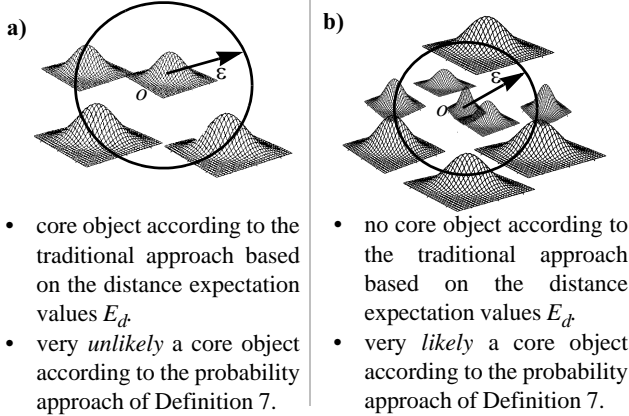 a)
ε
o
• core object according to the
traditional approach based
on the distance expectation
values E_d.
• very unlikely a core object
according to the probability
approach of Definition 7.
b)
ε
o
• no core object according to
the traditional approach
based on the distance
expectation values E_d.
• very likely a core object
according to the probability
approach of Definition 7.